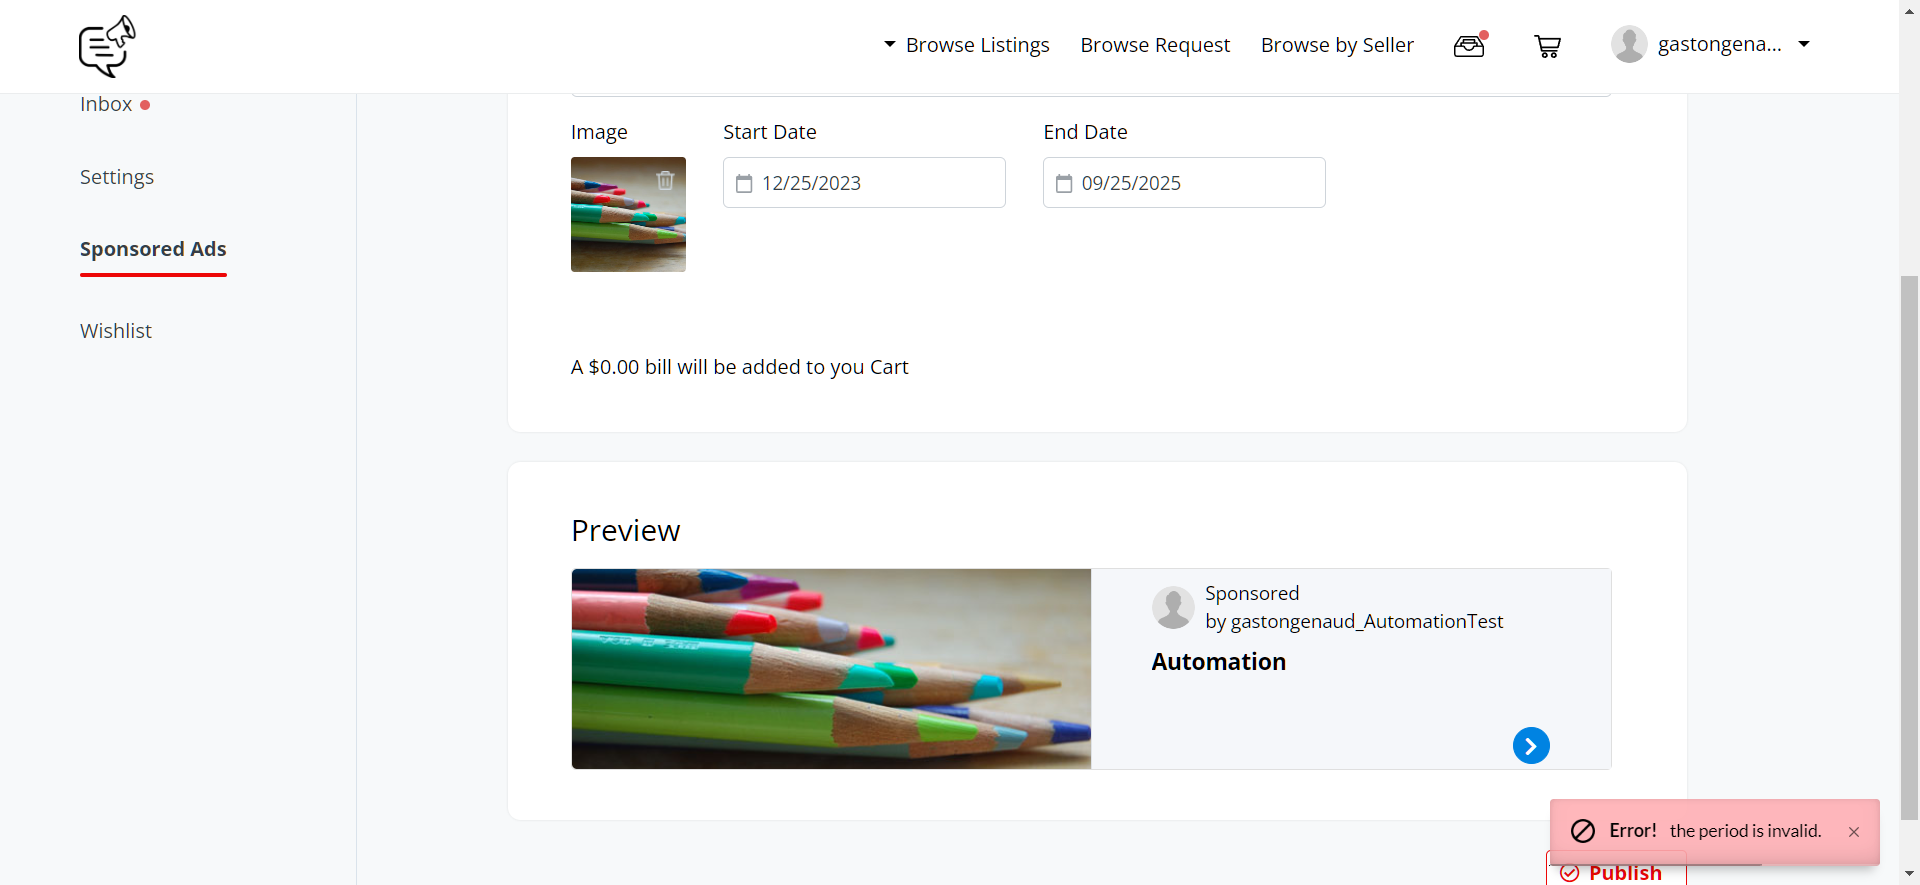 Browse Listings
Browse Request
Browse by Seller
gastongena...
Inbox
Settings
Sponsored Ads
Wishlist
Image
Start Date
End Date
12/25/2023
09/25/2025
A $0.00 bill will be added to you Cart
Preview
Sponsored
by gastongenaud_AutomationTest
Automation
Error! the period is invalid.
Publish